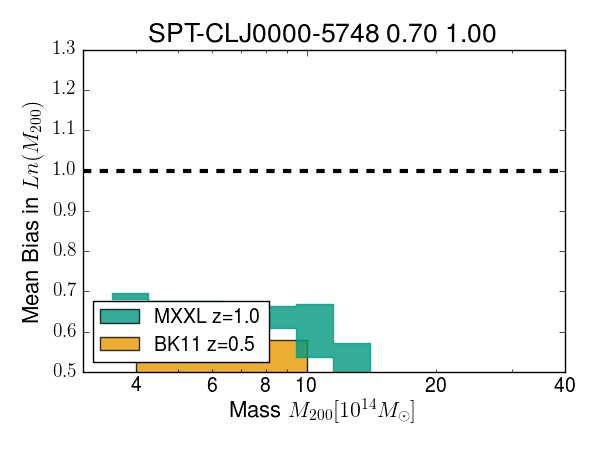 SPT-CLJ0000-5748 0.70 1.00
Mean Bias in Ln(M200)
1.3
1.2
1.1
1.0
0.9
0.8
0.7
0.6
0.5
MXXL z=1.0
BK11 z=0.5
4 6 8 10 20 40
Mass M200[10^14 M⊙]